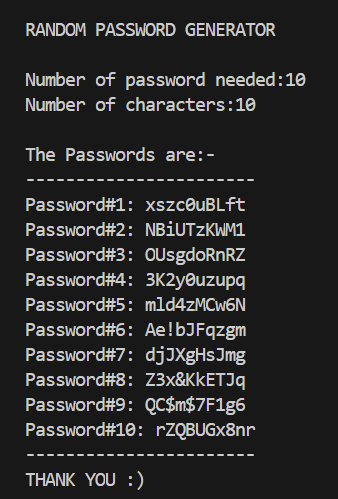 RANDOM PASSWORD GENERATOR
Number of password needed:10
Number of characters:10
The Passwords are:-
-----------------------
Password#1: xszc0uBLft
Password#2: NBiUTzKWM1
Password#3: OUsgdoRnRZ
Password#4: 3K2y0uzupq
Password#5: mld4zMCw6N
Password#6: Ae!bJFqzgm
Password#7: djJXgHsJmg
Password#8: Z3x&KkETJq
Password#9: QC$m$7F1g6
Password#10: rZQBUGx8nr
-----------------------
THANK YOU :)